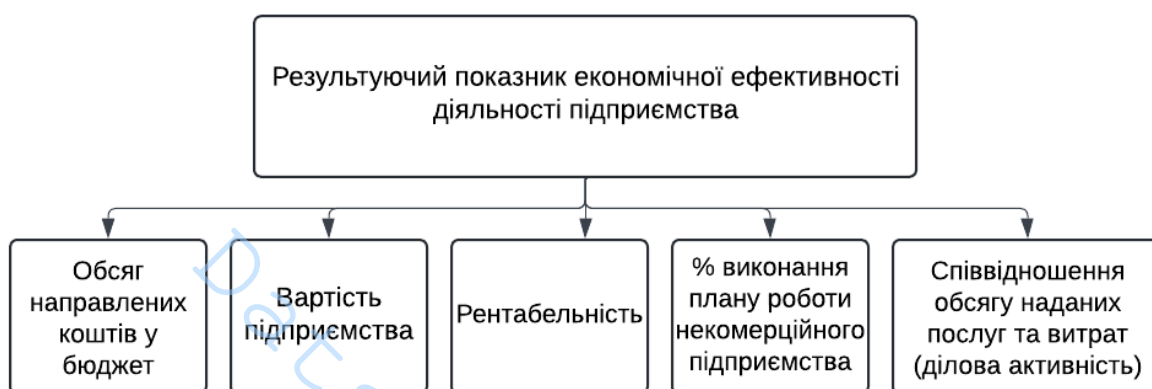 Результуючий показник економічної ефективності
діяльності підприємства
Обсяг
направлених
коштів у
бюджет
Вартість
підприємства
Рентабельність
% виконання
плану роботи
некомерційного
підприємства
Співвідношення
обсягу наданих
послуг та витрат
(ділова активність)